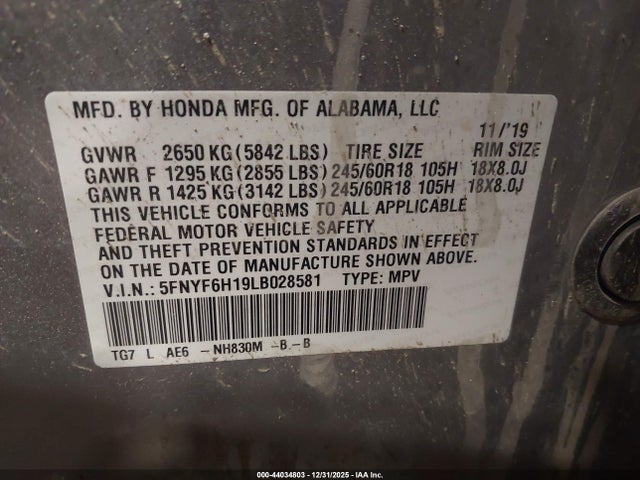 MFD. BY HONDA MFG. OF ALABAMA, LLC
11/'19
GVWR 2650 KG(5842 LBS) TIRE SIZE RIM SIZE
GAWR F 1295 KG(2855 LBS)245/60R18 105H 18X8.0J
GAWR R 1425 KG(3142 LBS)245/60R18 105H 18X8.0J
THIS VEHICLE CONFORMS TO ALL APPLICABLE
FEDERAL MOTOR VEHICLE SAFETY
AND THEFT PREVENTION STANDARDS IN EFFECT
ON THE DATE OF MANUFACTURE SHOWN ABOVE.
V.I.N.: 5FNYF6H19LB028581 TYPE: MPV
TG7 L AE6 -NH830M -B.-B
000-44034803 - 12/31/2025 - IAA Inc.